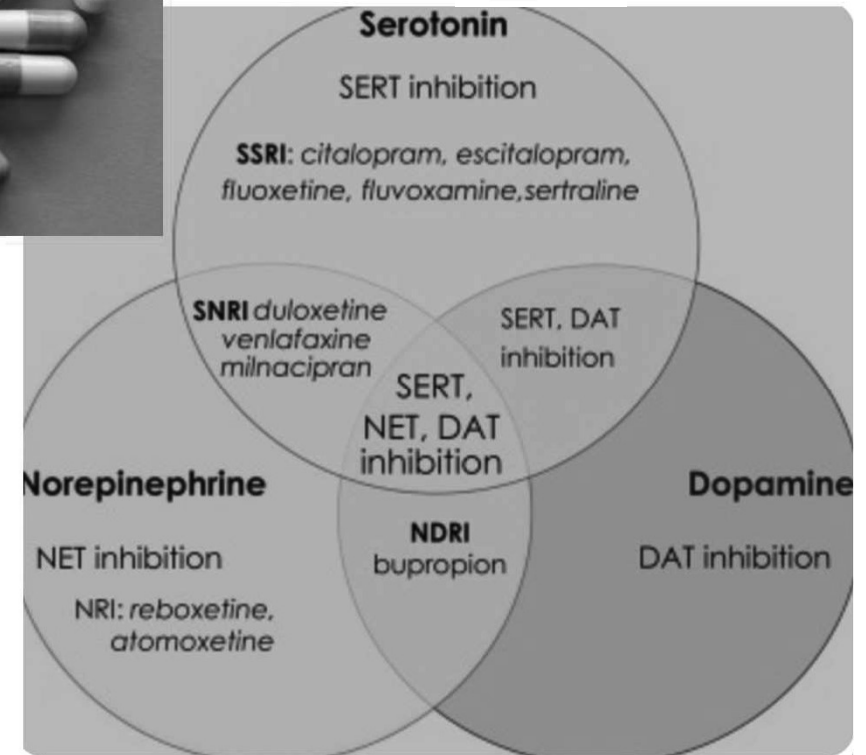 Serotonin
SERT inhibition
SSRI: citalopram, escitalopram,
fluoxetine, fluvoxamine,sertraline
SNRI duloxetine
venlafaxine
milnacipran
SERT, DAT
inhibition
SERT,
NET, DAT
inhibition
Norepinephrine
NET inhibition
NRI: reboxetine,
atomoxetine
NDRI
bupropion
Dopamine
DAT inhibition